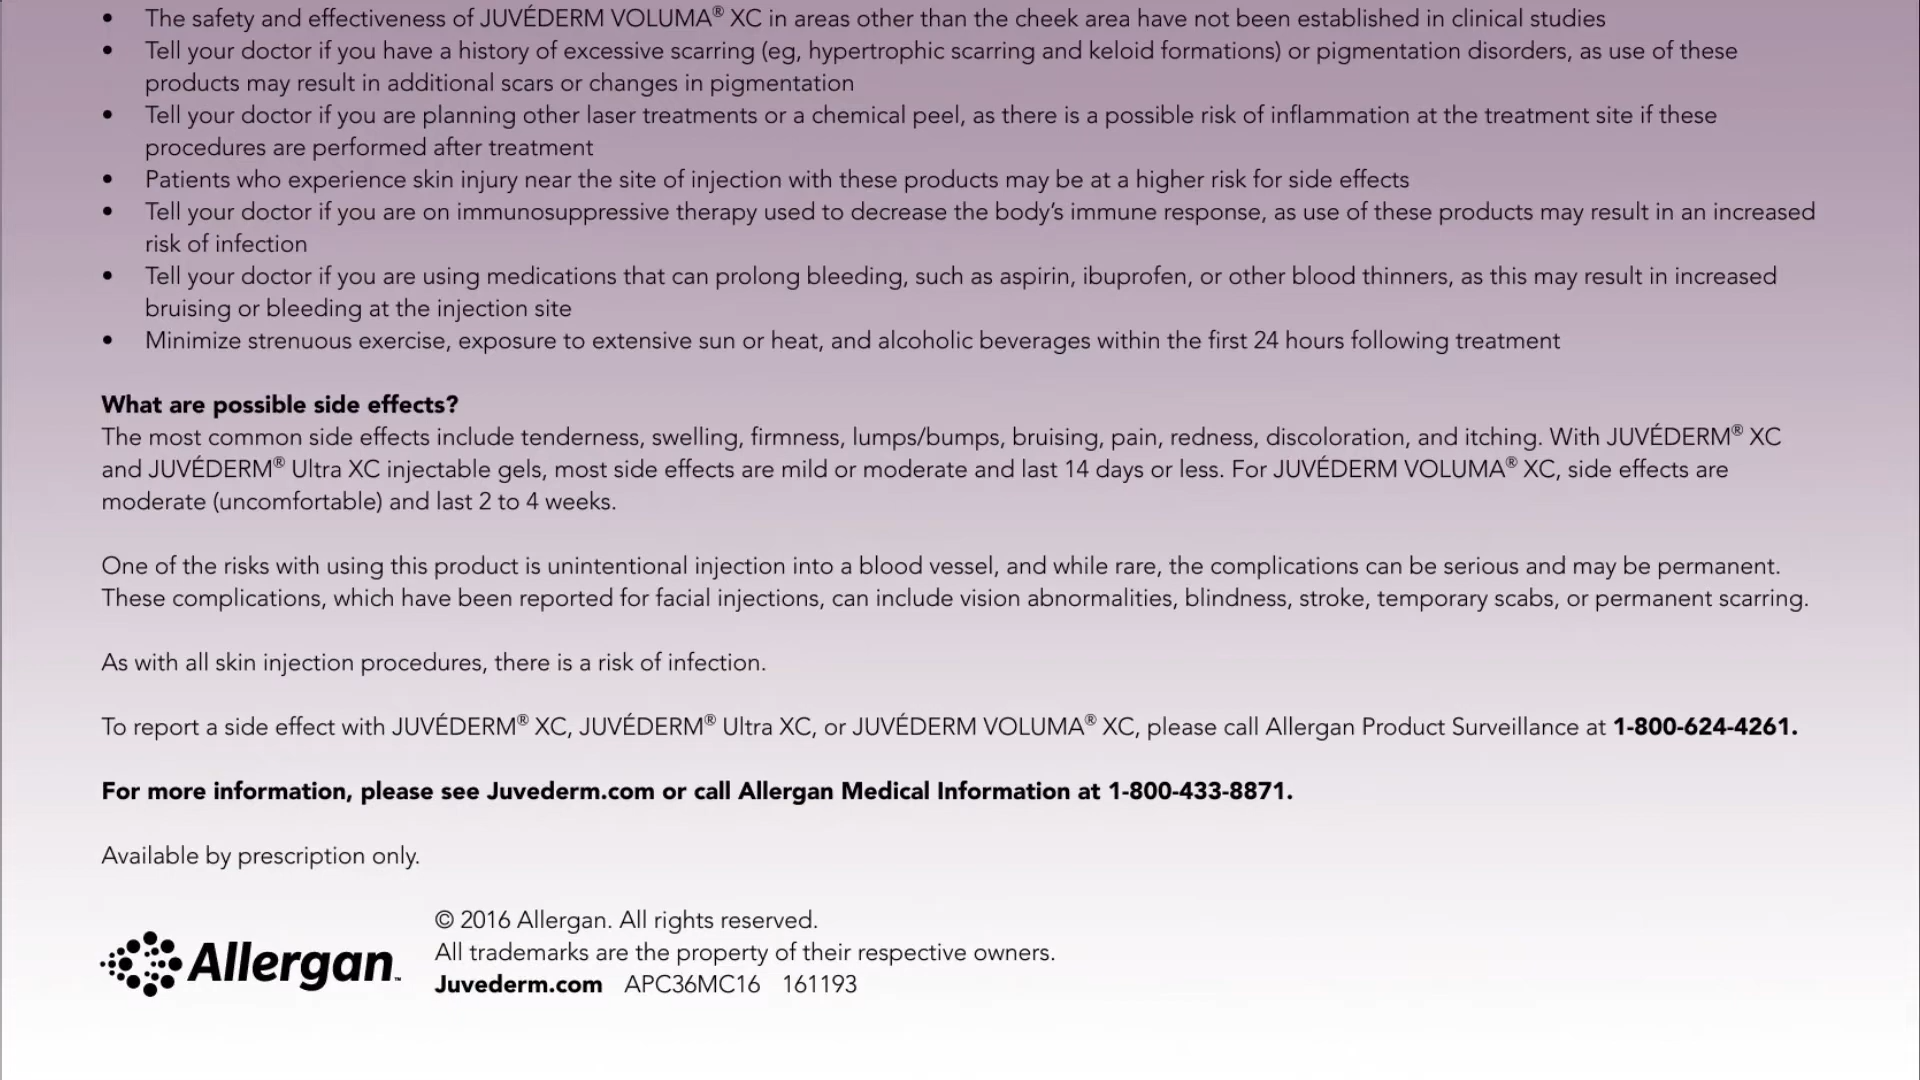 • The safety and effectiveness of JUVÉDERM VOLUMA® XC in areas other than the cheek area have not been established in clinical studies
• Tell your doctor if you have a history of excessive scarring (eg, hypertrophic scarring and keloid formations) or pigmentation disorders, as use of these
products may result in additional scars or changes in pigmentation
• Tell your doctor if you are planning other laser treatments or a chemical peel, as there is a possible risk of inflammation at the treatment site if these
procedures are performed after treatment
• Patients who experience skin injury near the site of injection with these products may be at a higher risk for side effects
• Tell your doctor if you are on immunosuppressive therapy used to decrease the body’s immune response, as use of these products may result in an increased
risk of infection
• Tell your doctor if you are using medications that can prolong bleeding, such as aspirin, ibuprofen, or other blood thinners, as this may result in increased
bruising or bleeding at the injection site
• Minimize strenuous exercise, exposure to extensive sun or heat, and alcoholic beverages within the first 24 hours following treatment
What are possible side effects?
The most common side effects include tenderness, swelling, firmness, lumps/bumps, bruising, pain, redness, discoloration, and itching. With JUVÉDERM® XC
and JUVÉDERM® Ultra XC injectable gels, most side effects are mild or moderate and last 14 days or less. For JUVÉDERM VOLUMA® XC, side effects are
moderate (uncomfortable) and last 2 to 4 weeks.
One of the risks with using this product is unintentional injection into a blood vessel, and while rare, the complications can be serious and may be permanent.
These complications, which have been reported for facial injections, can include vision abnormalities, blindness, stroke, temporary scabs, or permanent scarring.
As with all skin injection procedures, there is a risk of infection.
To report a side effect with JUVÉDERM® XC, JUVÉDERM® Ultra XC, or JUVÉDERM VOLUMA® XC, please call Allergan Product Surveillance at 1-800-624-4261.
For more information, please see Juvederm.com or call Allergan Medical Information at 1-800-433-8871.
Available by prescription only.
© 2016 Allergan. All rights reserved.
Allergan™
All trademarks are the property of their respective owners.
Juvederm.com APC36MC16 161193